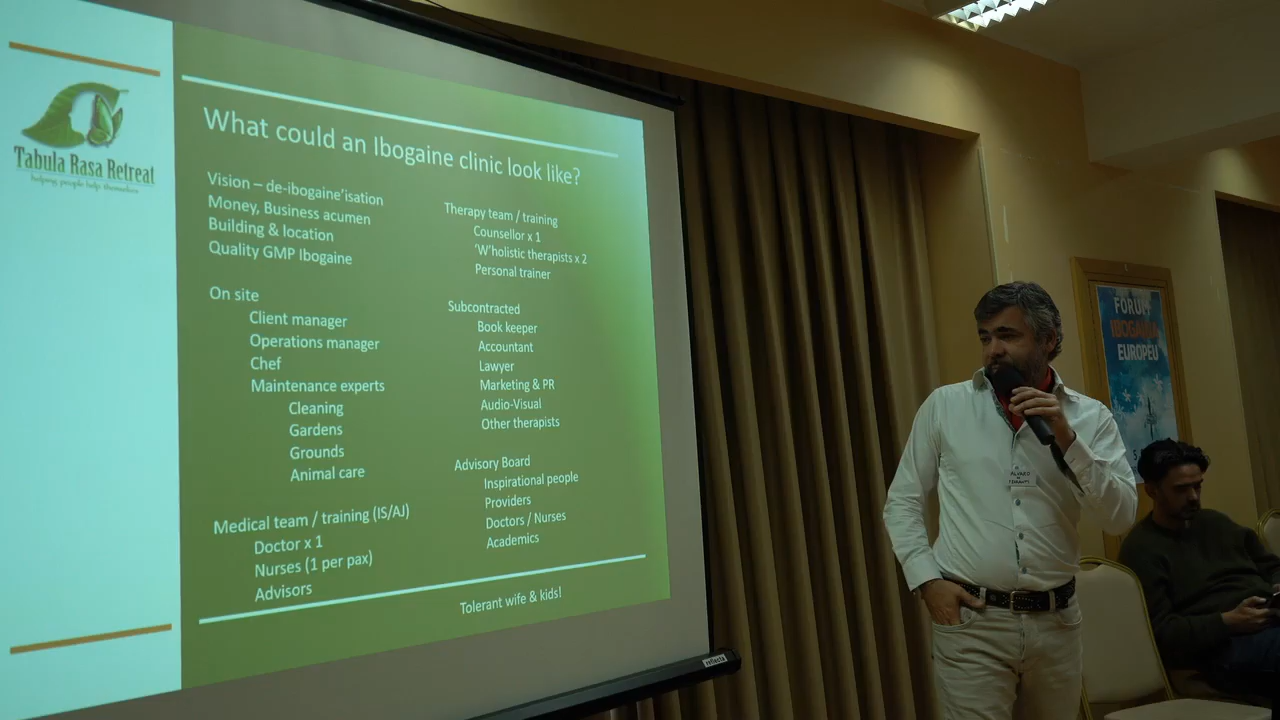 Tabula Rasa Retreat
helping people help themselves
What could an Ibogaine clinic look like?
Vision – de-ibogaine'isation
Money, Business acumen
Building & location
Quality GMP Ibogaine
On site
Client manager
Operations manager
Chef
Maintenance experts
Cleaning
Gardens
Grounds
Animal care
Medical team / training (IS/AJ)
Doctor x 1
Nurses (1 per pax)
Advisors
Therapy team / training
Counsellor x 1
'W'holistic therapists x 2
Personal trainer
Subcontracted
Book keeper
Accountant
Lawyer
Marketing & PR
Audio-Visual
Other therapists
Advisory Board
Inspirational people
Providers
Doctors / Nurses
Academics
Tolerant wife & kids!
reflecta
FÓRUM
IBOGAÍNA
EUROPEU